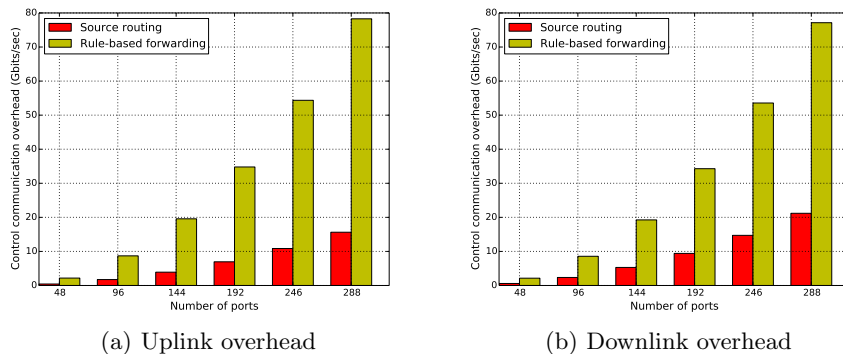 80
70
60
50
40
30
20
10
0
Control communication overhead (Gbits/sec)
Source routing
Rule-based forwarding
48 96 144 192 246 288
Number of ports
(a) Uplink overhead
80
70
60
50
40
30
20
10
0
Control communication overhead (Gbits/sec)
Source routing
Rule-based forwarding
48 96 144 192 246 288
Number of ports
(b) Downlink overhead